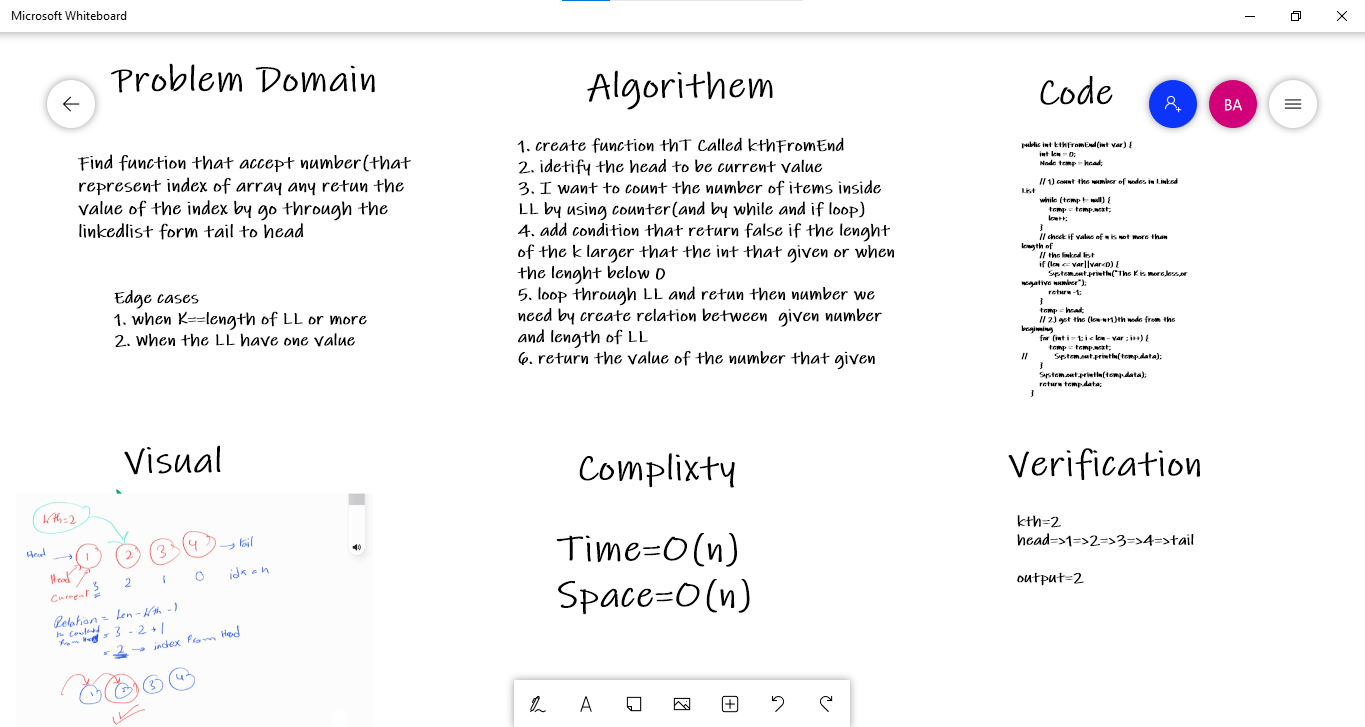 Microsoft Whiteboard
Problem Domain
Find function that accept number(that
represent index of array any retun the
value of the index by go through the
linkedlist form tail to head
Edge cases
1. when K==length of LL or more
2. when the LL have one value
Algorithem
1. create function thT Called kthFromEnd
2. idetify the head to be current value
3. I want to count the number of items inside
LL by using counter(and by while and if loop)
4. add condition that return false if the lenght
of the k larger that the int that given or when
the lenght below 0
5. loop through LL and retun then number we
need by create relation between given number
and length of LL
6. return the value of the number that given
Code
BA
public int kthFromEnd(int var) {
int len = 0;
Node temp = head;
// 1) count the number of nodes in Linked
List
while (temp != null) {
temp = temp.next;
len++;
}
// check if value of n is not more than
length of
// the linked list
if (len <= var||var<0) {
System.out.println("The K is more,less,or
negative number");
return -1;
}
temp = head;
// 2) get the (len-n+1)th node from the
beginning
for (int i = 1; i < len - var ; i++) {
temp = temp.next;
// System.out.println(temp.data);
}
System.out.println(temp.data);
return temp.data;
}
Visual
kth=2
Head 1 2 3 4 tail
Head
Current 3 2 1 0 idx = n
Relation = Len - kth - 1
= 3 - 2 + 1
= 2 → index From Head
1 2 3 4
Complixty
Time=O(n)
Space=O(n)
Verification
kth=2
head=>1=>2=>3=>4=>tail
output=2
A